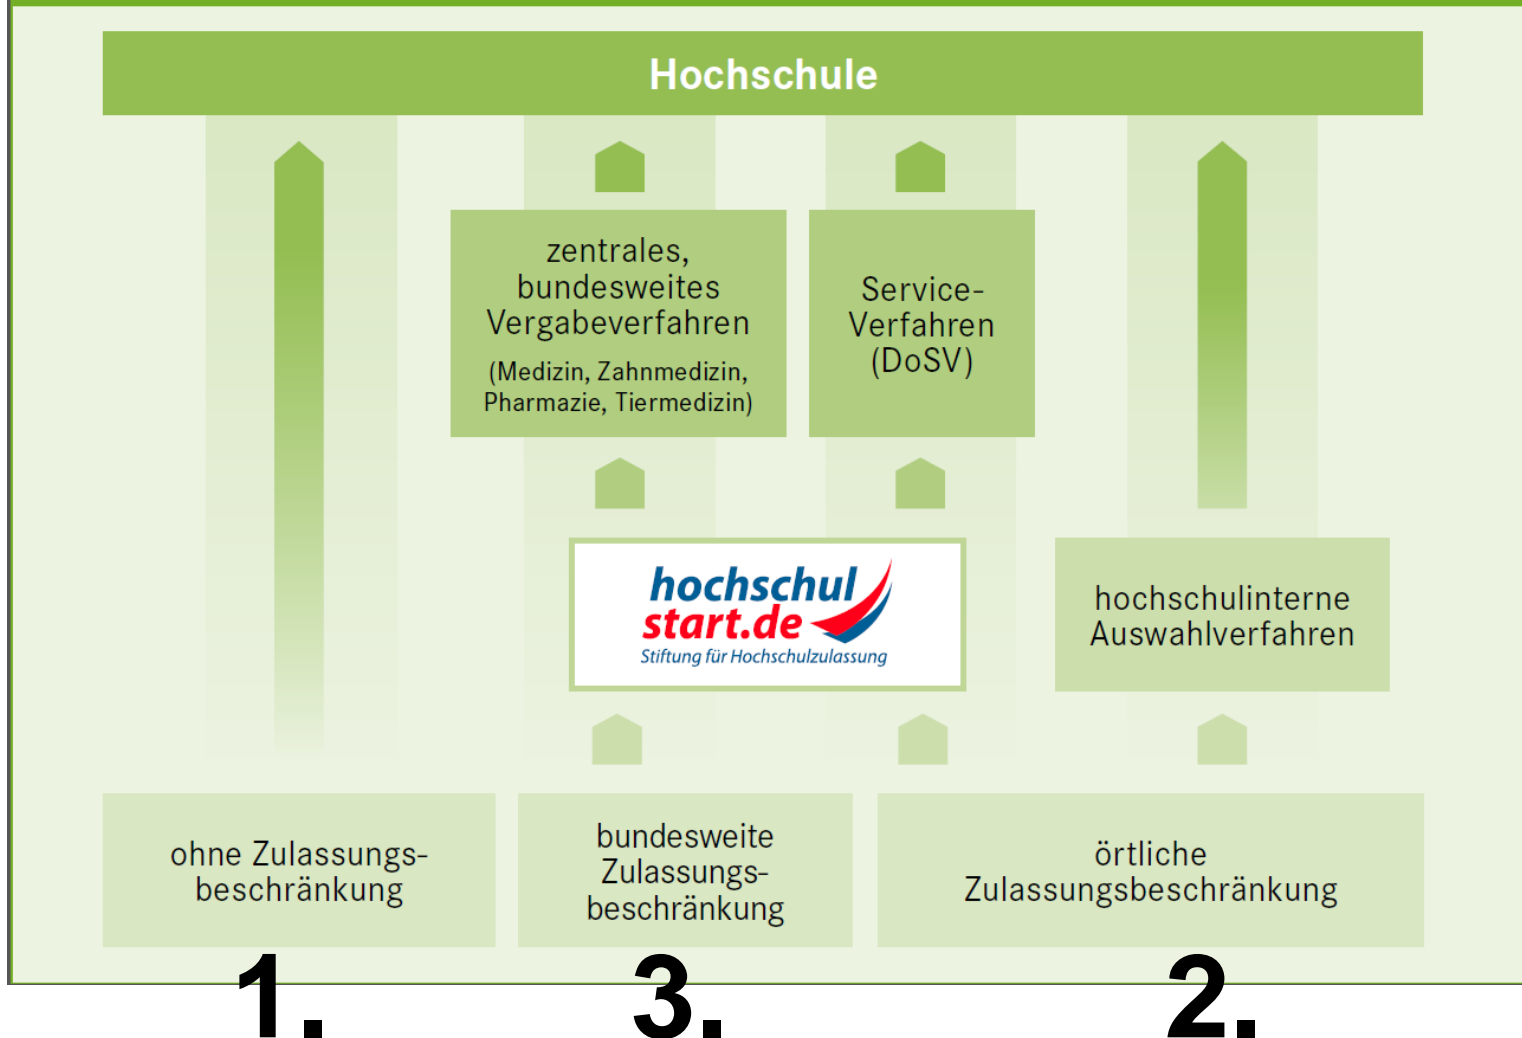 Hochschule
zentrales,
bundesweites
Vergabeverfahren
(Medizin, Zahnmedizin,
Pharmazie, Tiermedizin)
Service-
Verfahren
(DoSV)
hochschul
start.de
Stiftung für Hochschulzulassung
hochschulinterne
Auswahlverfahren
ohne Zulassungs-
beschränkung
bundesweite
Zulassungs-
beschränkung
örtliche
Zulassungsbeschränkung
1.
3.
2.